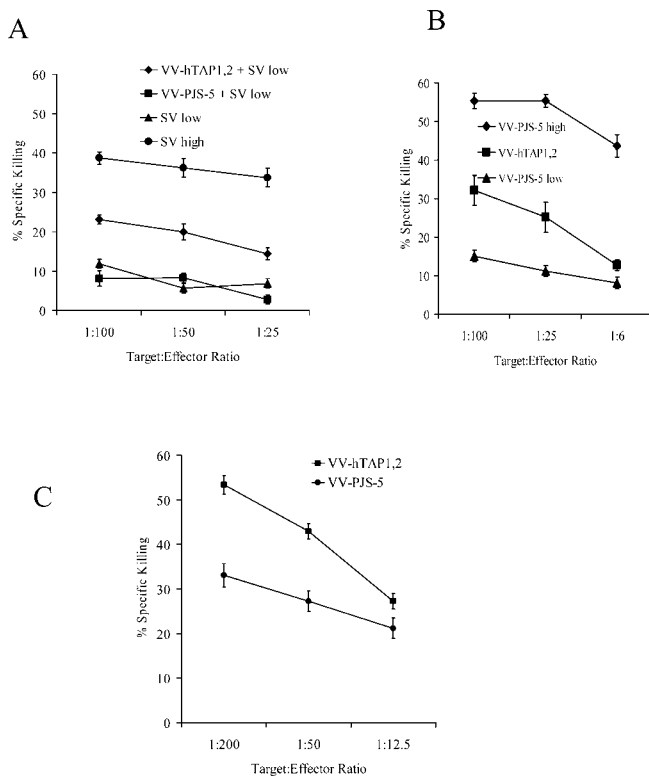 A
VV-hTAP1,2 + SV low
VV-PJS-5 + SV low
SV low
SV high
60
50
40
30
20
10
0
% Specific Killing
1:100 1:50 1:25
Target:Effector Ratio
B
60
50
40
30
20
10
0
% Specific Killing
VV-PJS-5 high
VV-hTAP1,2
VV-PJS-5 low
1:100 1:25 1:6
Target:Effector Ratio
C
VV-hTAP1,2
VV-PJS-5
60
50
40
30
20
10
0
% Specific Killing
1:200 1:50 1:12.5
Target:Effector Ratio